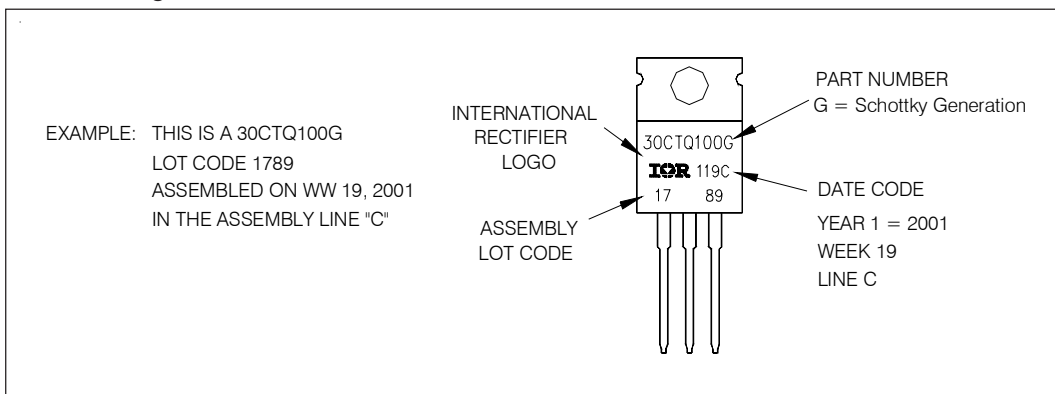 EXAMPLE: THIS IS A 30CTQ100G
LOT CODE 1789
ASSEMBLED ON WW 19, 2001
IN THE ASSEMBLY LINE "C"
INTERNATIONAL
RECTIFIER
LOGO
ASSEMBLY
LOT CODE
30CTQ100G
IOR 119C
17 89
PART NUMBER
G = Schottky Generation
DATE CODE
YEAR 1 = 2001
WEEK 19
LINE C